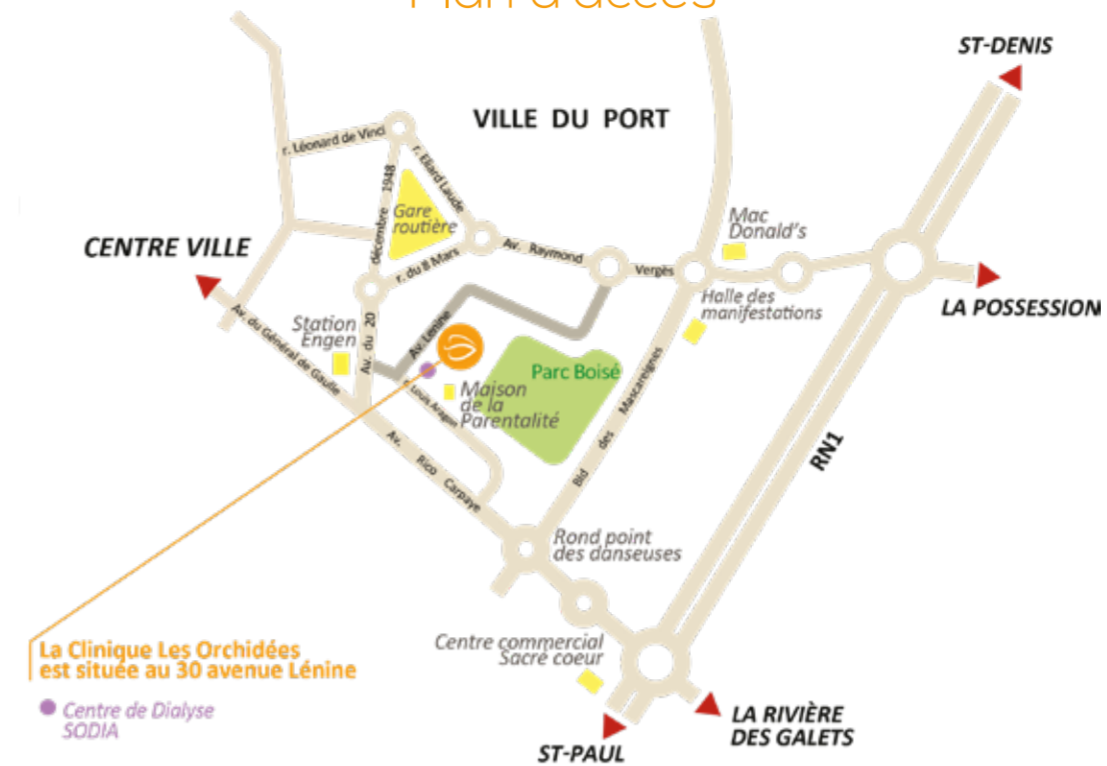 Plan d'accès
ST-DENIS
VILLE DU PORT
r. Léonard de Vinci
r. Eliard Laude
Av. du 20 décembre 1948
Gare
routière
r. du 8 Mars
Av. Raymond Vergès
Mac
Donald's
CENTRE VILLE
LA POSSESSION
Halle des
manifestations
Av. du Général de Gaulle
Station
Engen
Av. Lénine
Parc Boisé
r. Louis Aragon
Maison
de la
Parentalité
Bld des Mascareignes
RN1
Av. Rico Carpaye
Rond point
des danseuses
Centre commercial
Sacré coeur
La Clinique Les Orchidées
est située au 30 avenue Lénine
Centre de Dialyse
SODIA
LA RIVIÈRE
DES GALETS
ST-PAUL